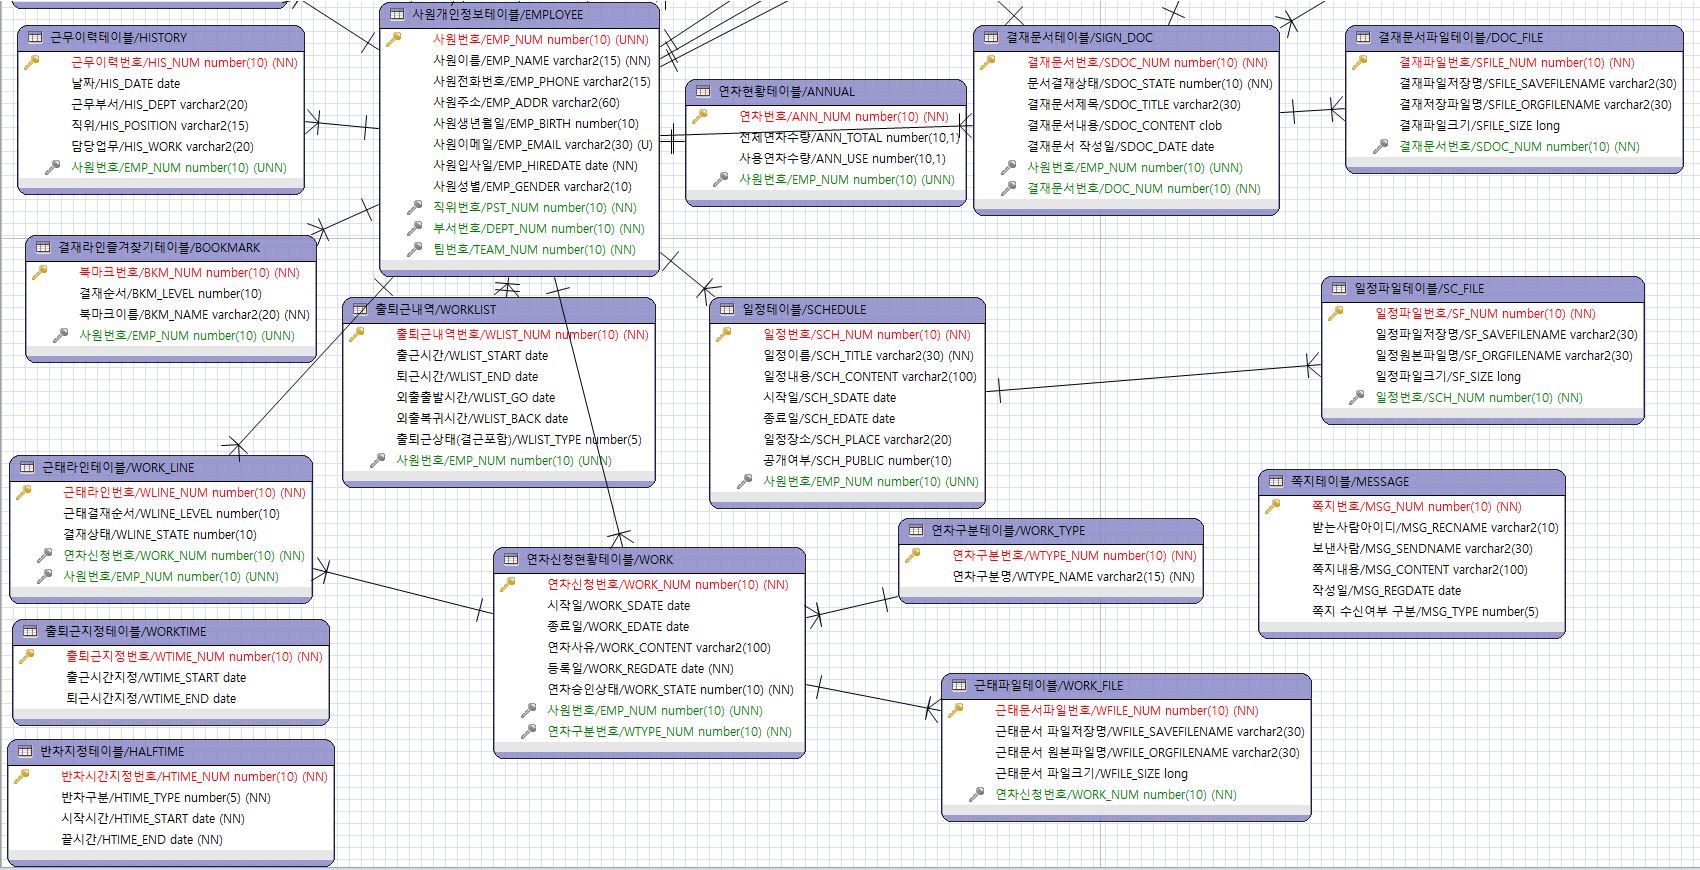 근무이력테이블/HISTORY
근무이력번호/HIS_NUM number(10) (NN)
날짜/HIS_DATE date
근무부서/HIS_DEPT varchar2(20)
직위/HIS_POSITION varchar2(15)
담당업무/HIS_WORK varchar2(20)
사원번호/EMP_NUM number(10) (UNN)
사원개인정보테이블/EMPLOYEE
사원번호/EMP_NUM number(10) (UNN)
사원이름/EMP_NAME varchar2(15) (NN)
사원전화번호/EMP_PHONE varchar2(15)
사원주소/EMP_ADDR varchar2(60)
사원생년월일/EMP_BIRTH number(10)
사원이메일/EMP_EMAIL varchar2(30) (U)
사원입사일/EMP_HIREDATE date (NN)
사원성별/EMP_GENDER varchar2(10)
직위번호/PST_NUM number(10) (NN)
부서번호/DEPT_NUM number(10) (NN)
팀번호/TEAM_NUM number(10) (NN)
연차현황테이블/ANNUAL
연차번호/ANN_NUM number(10) (NN)
전체연차수량/ANN_TOTAL number(10,1)
사용연차수량/ANN_USE number(10,1)
사원번호/EMP_NUM number(10) (UNN)
결재문서테이블/SIGN_DOC
결재문서번호/SDOC_NUM number(10) (NN)
문서결재상태/SDOC_STATE number(10) (NN)
결재문서제목/SDOC_TITLE varchar2(30)
결재문서내용/SDOC_CONTENT clob
결재문서 작성일/SDOC_DATE date
사원번호/EMP_NUM number(10) (UNN)
결재문서번호/DOC_NUM number(10) (NN)
결재문서파일테이블/DOC_FILE
결재파일번호/SFILE_NUM number(10) (NN)
결재파일저장명/SFILE_SAVEFILENAME varchar2(30)
결재저장파일명/SFILE_ORGFILENAME varchar2(30)
결재파일크기/SFILE_SIZE long
결재문서번호/SDOC_NUM number(10) (NN)
결재라인즐겨찾기테이블/BOOKMARK
북마크번호/BKM_NUM number(10) (NN)
결재순서/BKM_LEVEL number(10)
북마크이름/BKM_NAME varchar2(20) (NN)
사원번호/EMP_NUM number(10) (UNN)
출퇴근내역/WORKLIST
출퇴근내역번호/WLIST_NUM number(10) (NN)
출근시간/WLIST_START date
퇴근시간/WLIST_END date
외출출발시간/WLIST_GO date
외출복귀시간/WLIST_BACK date
출퇴근상태(결근포함)/WLIST_TYPE number(5)
사원번호/EMP_NUM number(10) (UNN)
일정테이블/SCHEDULE
일정번호/SCH_NUM number(10) (NN)
일정이름/SCH_TITLE varchar2(30) (NN)
일정내용/SCH_CONTENT varchar2(100)
시작일/SCH_SDATE date
종료일/SCH_EDATE date
일정장소/SCH_PLACE varchar2(20)
공개여부/SCH_PUBLIC number(10)
사원번호/EMP_NUM number(10) (UNN)
일정파일테이블/SC_FILE
일정파일번호/SF_NUM number(10) (NN)
일정파일저장명/SF_SAVEFILENAME varchar2(30)
일정원본파일명/SF_ORGFILENAME varchar2(30)
일정파일크기/SF_SIZE long
일정번호/SCH_NUM number(10) (NN)
근태라인테이블/WORK_LINE
근태라인번호/WLINE_NUM number(10) (NN)
근태결재순서/WLINE_LEVEL number(10)
결재상태/WLINE_STATE number(10)
연차신청번호/WORK_NUM number(10) (NN)
사원번호/EMP_NUM number(10) (UNN)
연차신청현황테이블/WORK
연차신청번호/WORK_NUM number(10) (NN)
시작일/WORK_SDATE date
종료일/WORK_EDATE date
연차사유/WORK_CONTENT varchar2(100)
등록일/WORK_REGDATE date (NN)
연차승인상태/WORK_STATE number(10) (NN)
사원번호/EMP_NUM number(10) (UNN)
연차구분번호/WTYPE_NUM number(10) (NN)
연차구분테이블/WORK_TYPE
연차구분번호/WTYPE_NUM number(10) (NN)
연차구분명/WTYPE_NAME varchar2(15) (NN)
쪽지테이블/MESSAGE
쪽지번호/MSG_NUM number(10) (NN)
받는사람아이디/MSG_RECNAME varchar2(10)
보낸사람/MSG_SENDNAME varchar2(30)
쪽지내용/MSG_CONTENT varchar2(100)
작성일/MSG_REGDATE date
쪽지 수신여부 구분/MSG_TYPE number(5)
출퇴근지정테이블/WORKTIME
출퇴근지정번호/WTIME_NUM number(10) (NN)
출근시간지정/WTIME_START date
퇴근시간지정/WTIME_END date
근태파일테이블/WORK_FILE
근태문서파일번호/WFILE_NUM number(10) (NN)
근태문서 파일저장명/WFILE_SAVEFILENAME varchar2(30)
근태문서 원본파일명/WFILE_ORGFILENAME varchar2(30)
근태문서 파일크기/WFILE_SIZE long
연차신청번호/WORK_NUM number(10) (NN)
반차지정테이블/HALFTIME
반차시간지정번호/HTIME_NUM number(10) (NN)
반차구분/HTIME_TYPE number(5) (NN)
시작시간/HTIME_START date (NN)
끝시간/HTIME_END date (NN)